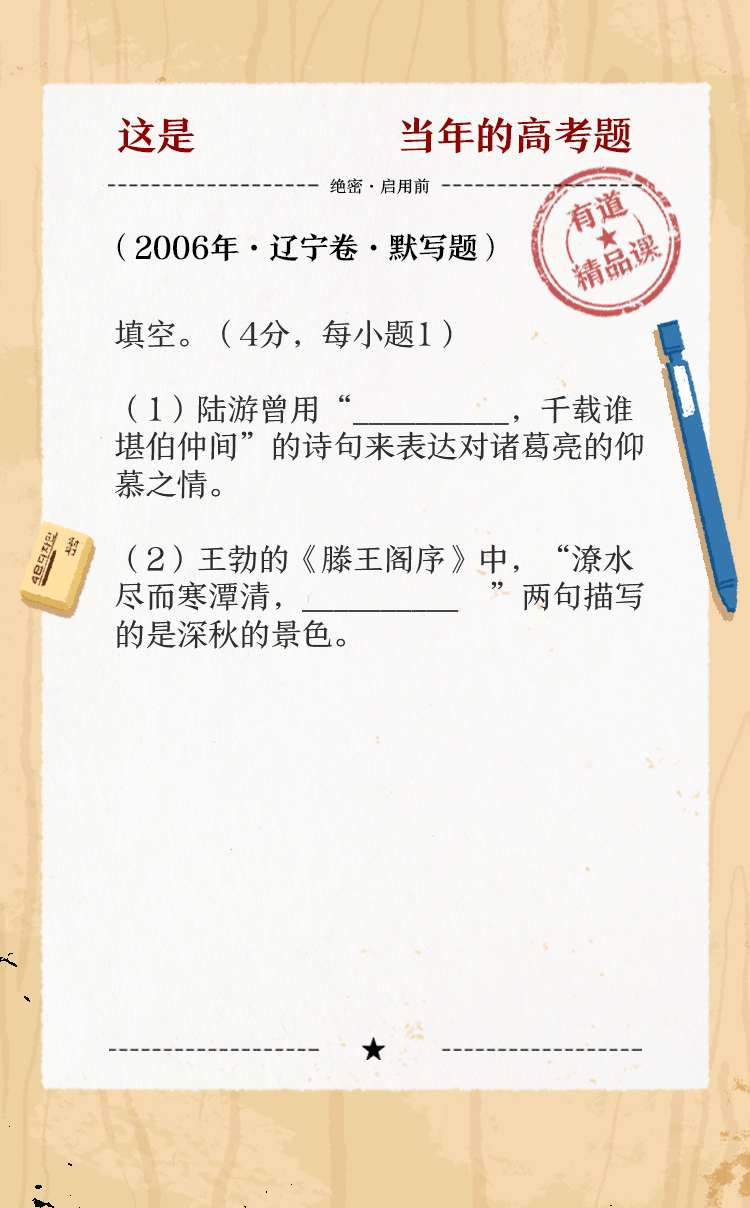 这是 当年的高考题
绝密·启用前
有道
精品课
（2006年·辽宁卷·默写题）
填空。（4分，每小题1）
（1）陆游曾用“__________，千载谁
堪伯仲间”的诗句来表达对诸葛亮的仰
慕之情。
（2）王勃的《滕王阁序》中，“潦水
尽而寒潭清，__________ ”两句描写
的是深秋的景色。